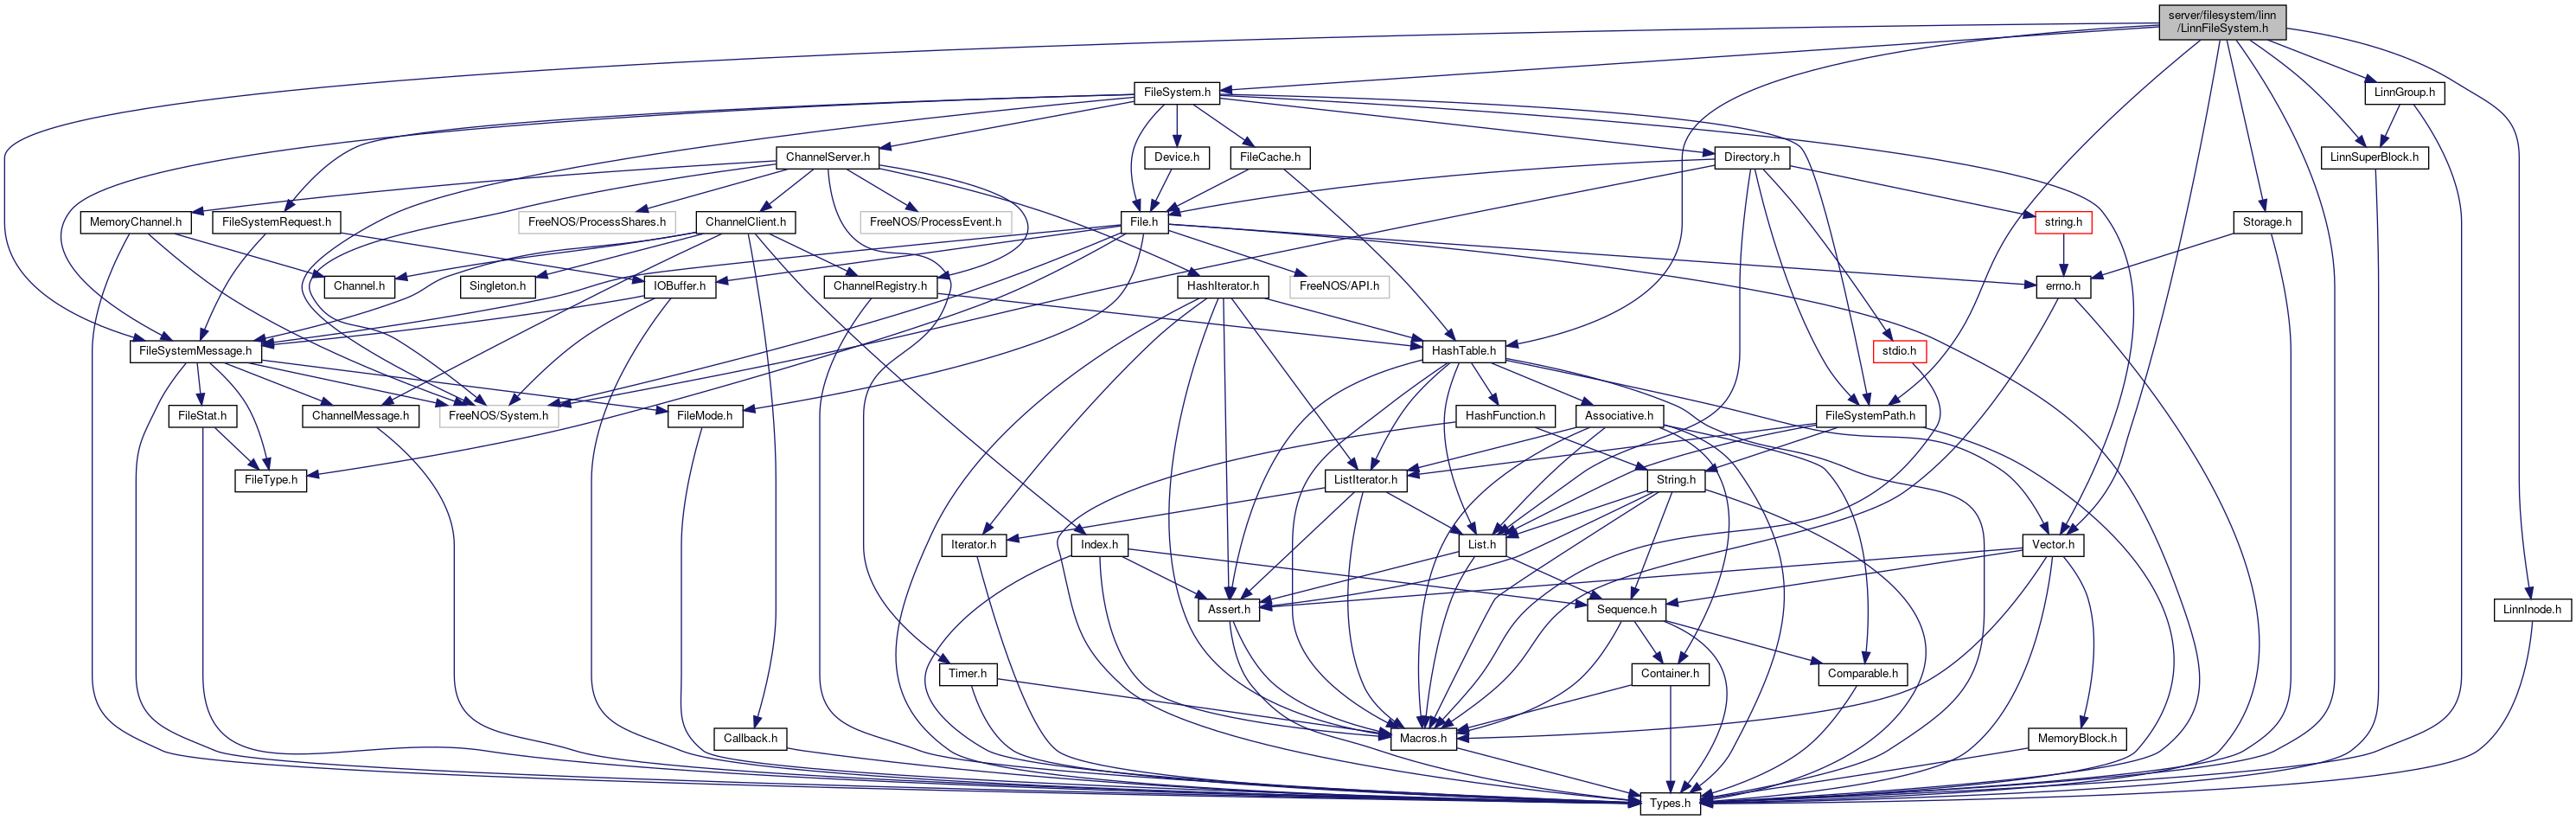 server/filesystem/linn
/LinnFileSystem.h
FileSystem.h
LinnGroup.h
ChannelServer.h
Device.h
FileCache.h
Directory.h
LinnSuperBlock.h
MemoryChannel.h
FileSystemRequest.h
FreeNOS/ProcessShares.h
ChannelClient.h
FreeNOS/ProcessEvent.h
File.h
string.h
Storage.h
Channel.h
Singleton.h
IOBuffer.h
ChannelRegistry.h
HashIterator.h
FreeNOS/API.h
errno.h
FileSystemMessage.h
HashTable.h
stdio.h
FileStat.h
ChannelMessage.h
FreeNOS/System.h
FileMode.h
HashFunction.h
Associative.h
FileSystemPath.h
FileType.h
ListIterator.h
String.h
Iterator.h
Index.h
List.h
Vector.h
Assert.h
Sequence.h
LinnInode.h
Timer.h
Container.h
Comparable.h
Callback.h
Macros.h
MemoryBlock.h
Types.h